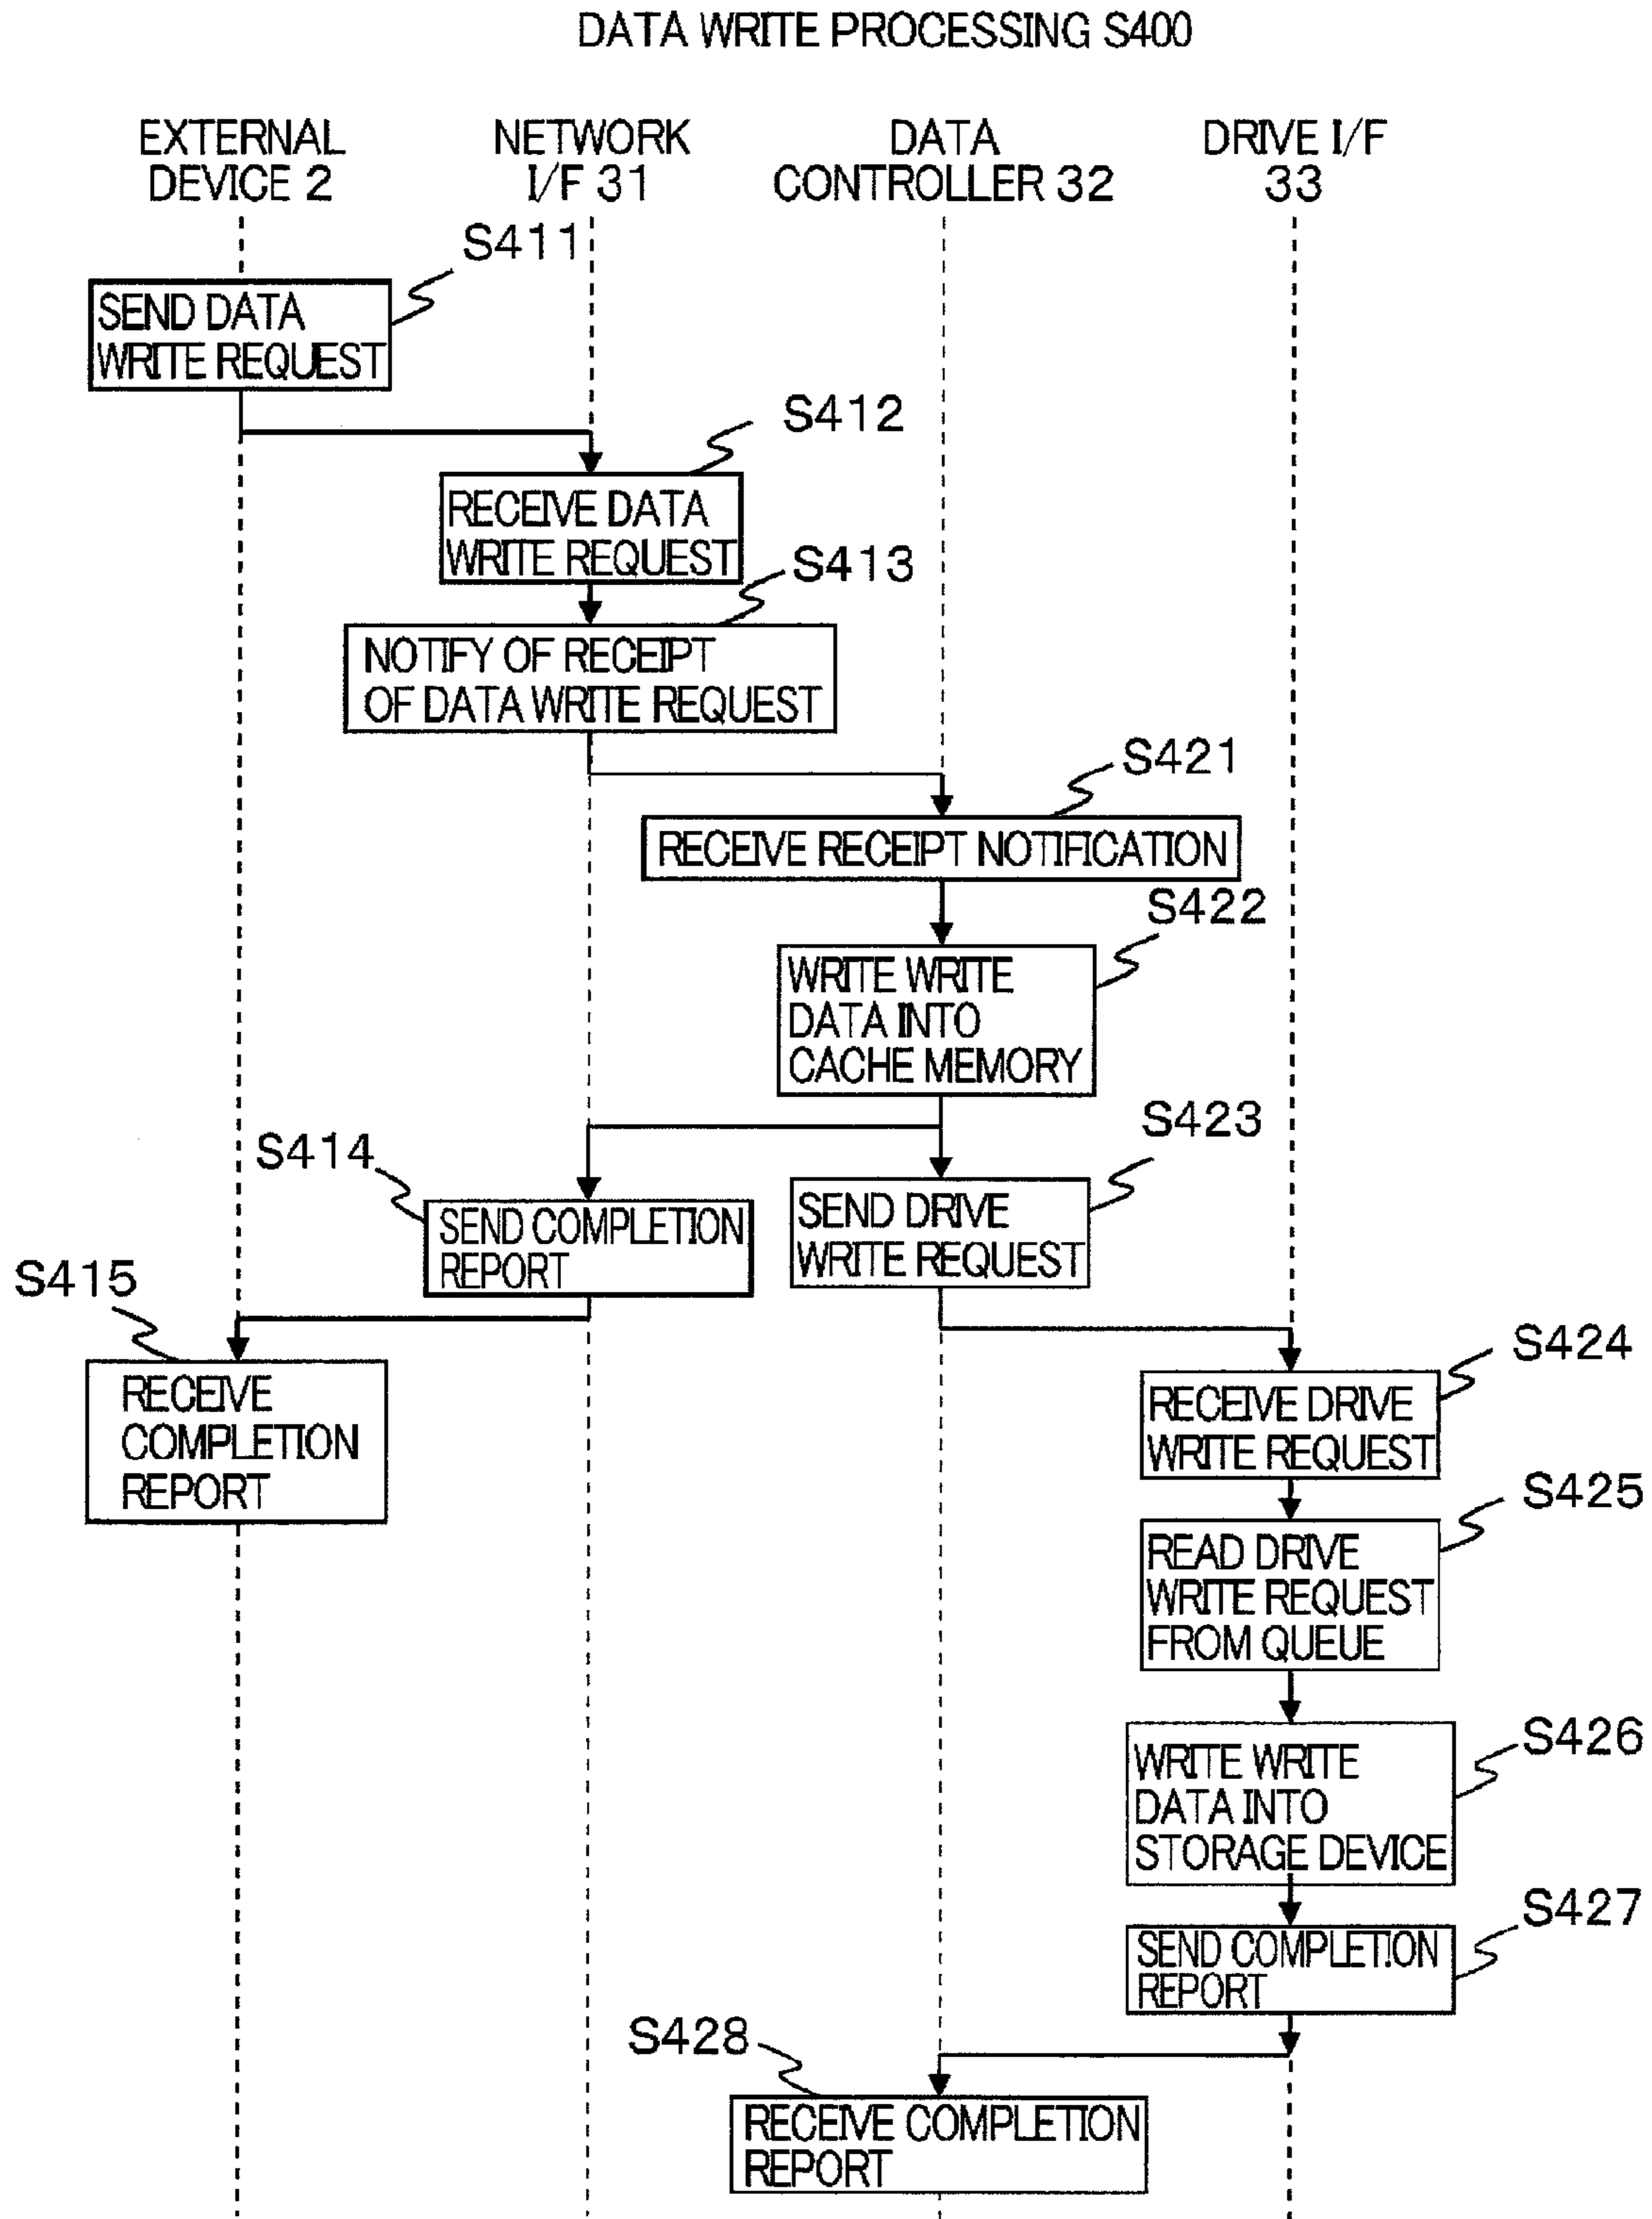 DATA WRITE PROCESSING S400
EXTERNAL
DEVICE 2
NETWORK
I/F 31
DATA
CONTROLLER 32
DRIVE I/F
33
S411
SEND DATA
WRITE REQUEST
S412
RECEIVE DATA
WRITE REQUEST
S413
NOTIFY OF RECEIPT
OF DATA WRITE REQUEST
S421
RECEIVE RECEIPT NOTIFICATION
S422
WRITE WRITE
DATA INTO
CACHE MEMORY
S414
SEND COMPLETION
REPORT
S423
SEND DRIVE
WRITE REQUEST
S415
RECEIVE
COMPLETION
REPORT
S424
RECEIVE DRIVE
WRITE REQUEST
S425
READ DRIVE
WRITE REQUEST
FROM QUEUE
S426
WRITE WRITE
DATA INTO
STORAGE DEVICE
S427
SEND COMPLETION
REPORT
S428
RECEIVE COMPLETION
REPORT